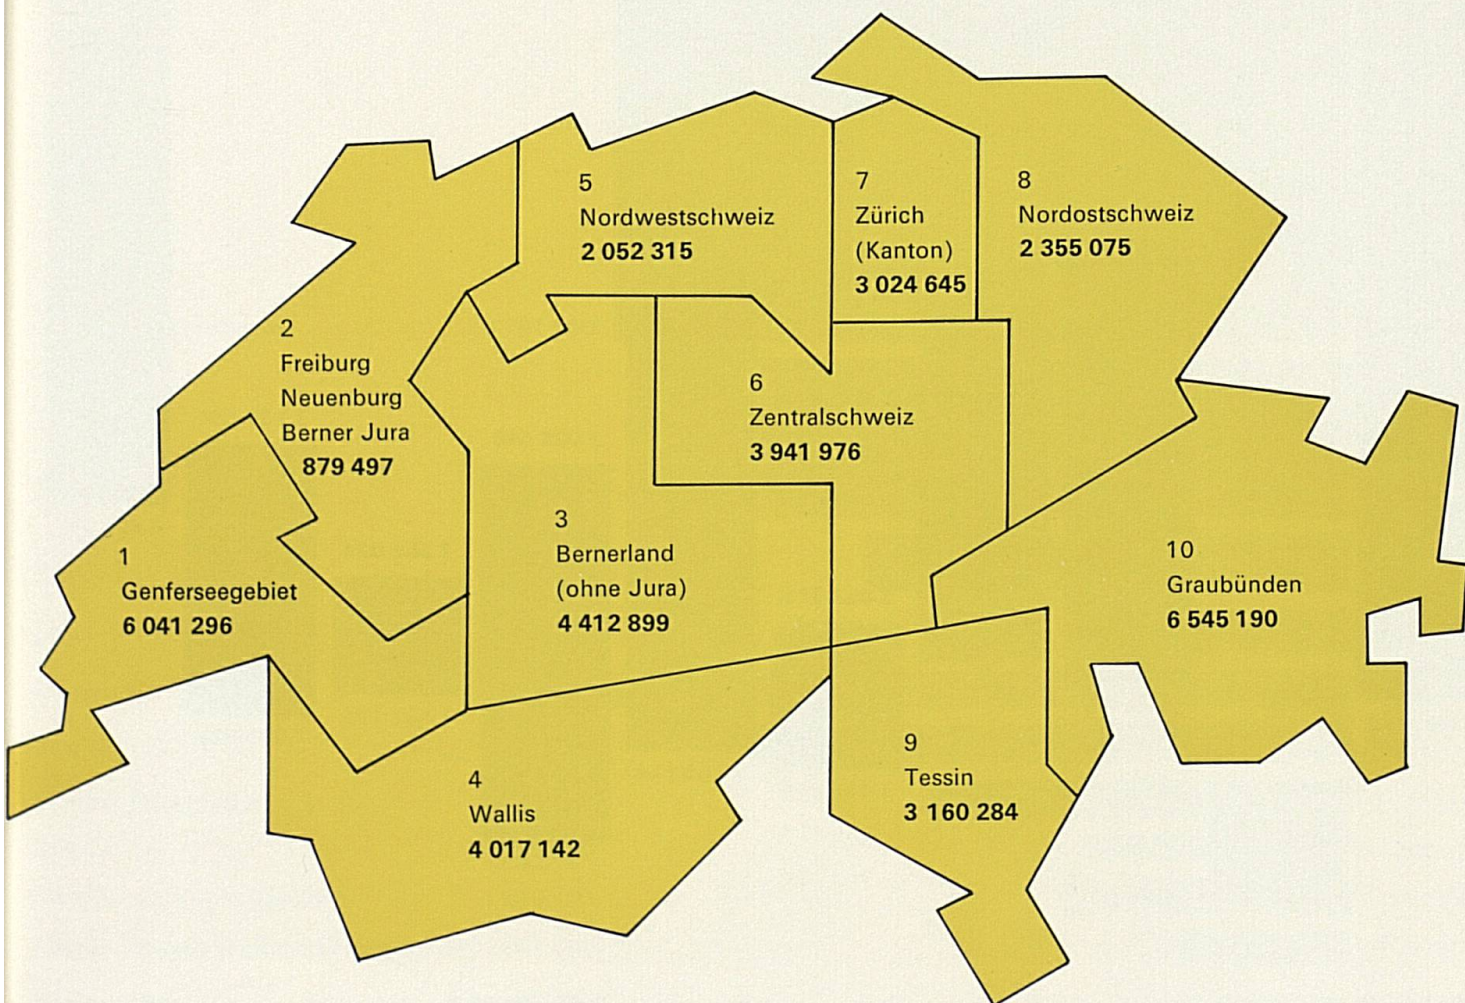 1
Genferseegebiet
6 041 296
2
Freiburg
Neuenburg
Berner Jura
879 497
3
Bernerland
(ohne Jura)
4 412 899
4
Wallis
4 017 142
5
Nordwestschweiz
2 052 315
6
Zentralschweiz
3 941 976
7
Zürich
(Kanton)
3 024 645
8
Nordostschweiz
2 355 075
9
Tessin
3 160 284
10
Graubünden
6 545 190